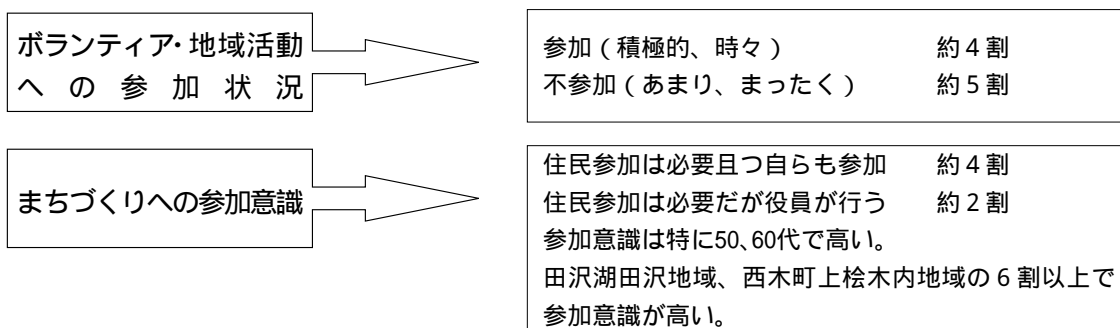 ボランティア・地域活動
への参加状況
参加（積極的、時々） 約４割
不参加（あまり、まったく） 約５割
まちづくりへの参加意識
住民参加は必要且つ自らも参加 約４割
住民参加は必要だが役員が行う 約２割
参加意識は特に50、60代で高い。
田沢湖田沢地域、西木町上桧木内地域の６割以上で
参加意識が高い。